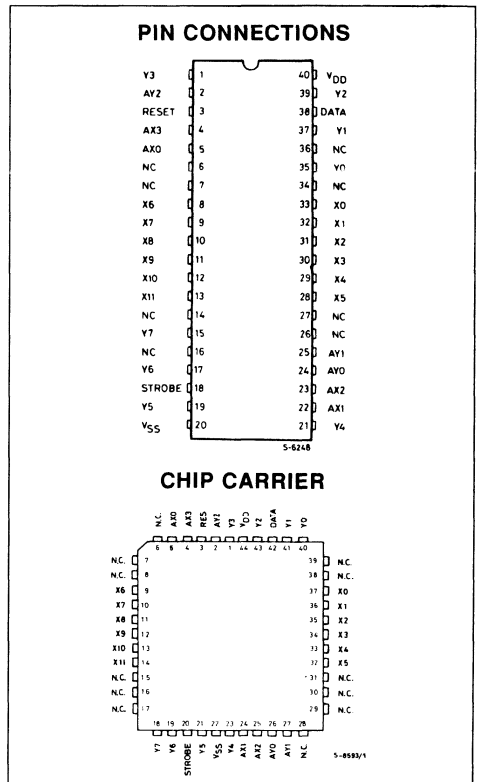 PIN CONNECTIONS
Y3 1 40 VDD
AY2 2 39 Y2
RESET 3 38 DATA
AX3 4 37 Y1
AX0 5 36 NC
NC 6 35 Y0
NC 7 34 NC
X6 8 33 X0
X7 9 32 X1
X8 10 31 X2
X9 11 30 X3
X10 12 29 X4
X11 13 28 X5
NC 14 27 NC
Y7 15 26 NC
NC 16 25 AY1
Y6 17 24 AY0
STROBE 18 23 AX2
Y5 19 22 AX1
VSS 20 21 Y4
S-6248
CHIP CARRIER
N.C. AX0 AX3 RES AY2 Y3 VDD Y2 DATA Y1 Y0
6 5 4 3 2 1 44 43 42 41 40
N.C. 7 39 N.C.
N.C. 8 38 N.C.
X6 9 37 X0
X7 10 36 X1
X8 11 35 X2
X9 12 34 X3
X10 13 33 X4
X11 14 32 X5
N.C. 15 31 N.C.
N.C. 16 30 N.C.
N.C. 17 29 N.C.
18 19 20 21 22 23 24 25 26 27 28
Y7 Y6 STROBE Y5 VSS Y4 AX1 AX2 AY0 AY1 N.C.
S-8593/1